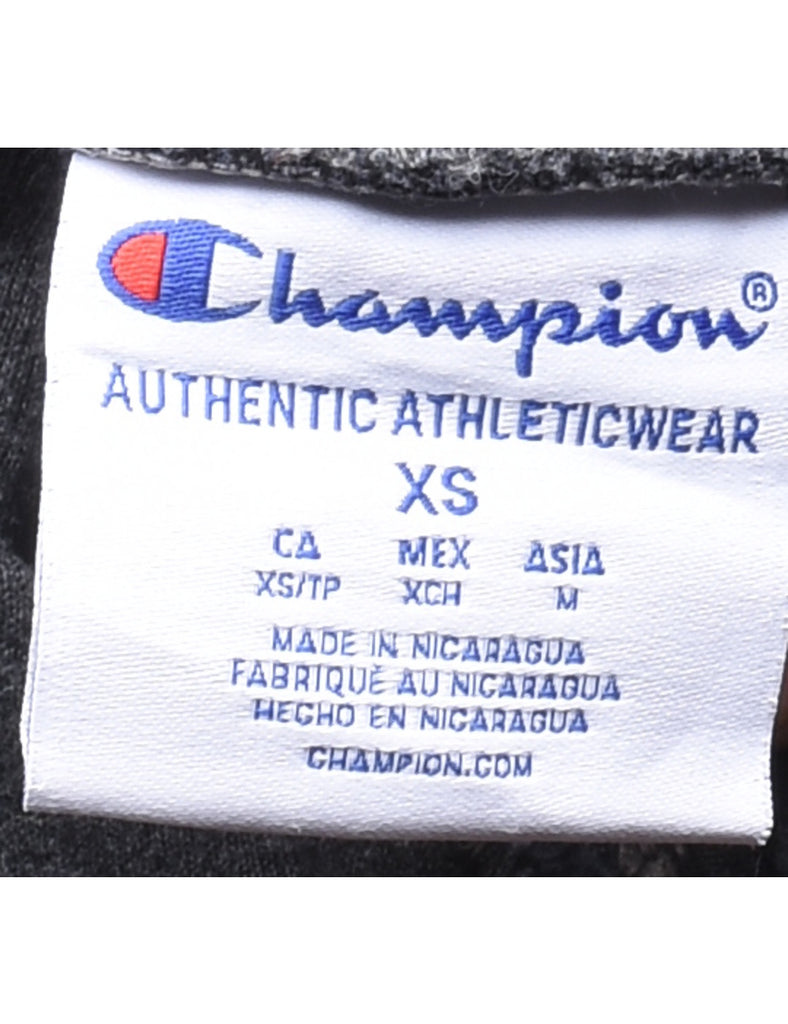 Champion®
AUTHENTIC ATHLETICWEAR
XS
CA MEX ASIA
XS/TP XCH M
MADE IN NICARAGUA
FABRIQUÉ AU NICARAGUA
HECHO EN NICARAGUA
CHAMPION.COM